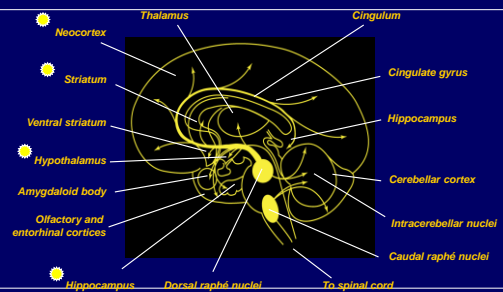 Thalamus
Cingulum
Neocortex
Striatum
Cingulate gyrus
Ventral striatum
Hippocampus
Hypothalamus
Amygdaloid body
Cerebellar cortex
Olfactory and
entorhinal cortices
Intracerebellar nuclei
Caudal raphé nuclei
Hippocampus
Dorsal raphé nuclei
To spinal cord